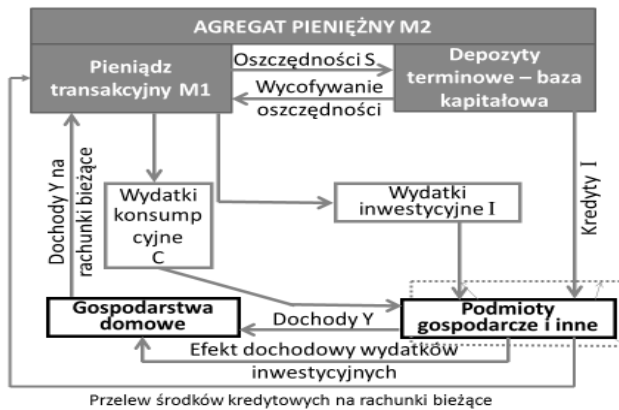 AGREGAT PIENIĘŻNY M2
Pieniądz
transakcyjny M1
Oszczędności S
Wycofywanie
oszczędności
Depozyty
terminowe – baza
kapitałowa
Dochody Y na
rachunki bieżące
Wydatki
konsump
cyjne
C
Wydatki
inwestycyjne I
Kredyty I
Gospodarstwa
domowe
Dochody Y
Podmioty
gospodarcze i inne
Efekt dochodowy wydatków
inwestycyjnych
Przelew środków kredytowych na rachunki bieżące